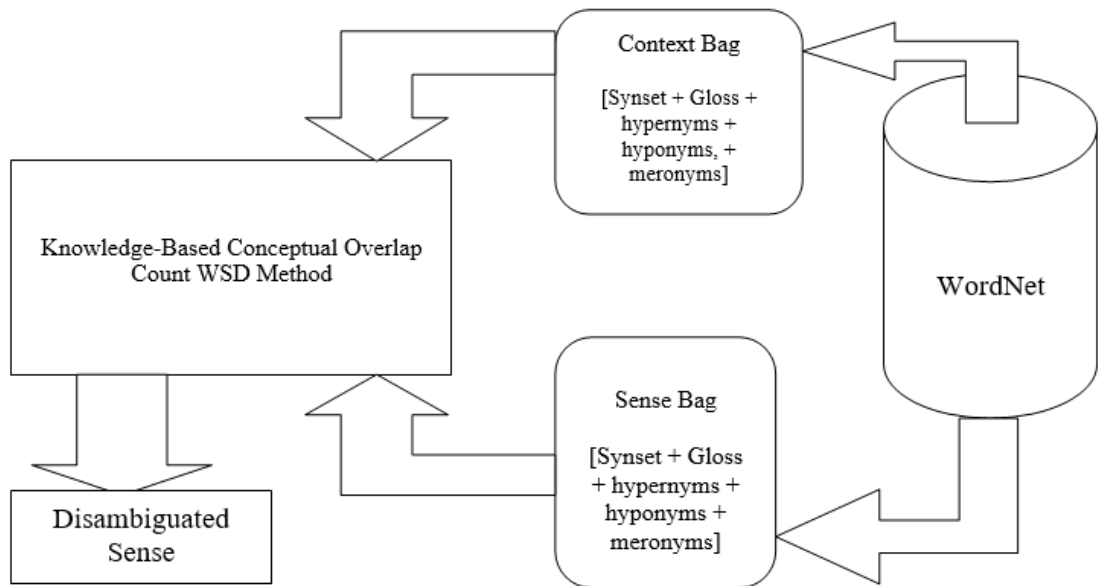 Context Bag
[Synset + Gloss +
hypernyms +
hyponyms, +
meronyms]
Knowledge-Based Conceptual Overlap
Count WSD Method
WordNet
Sense Bag
[Synset + Gloss
+ hypernyms +
hyponyms +
meronyms]
Disambiguated
Sense